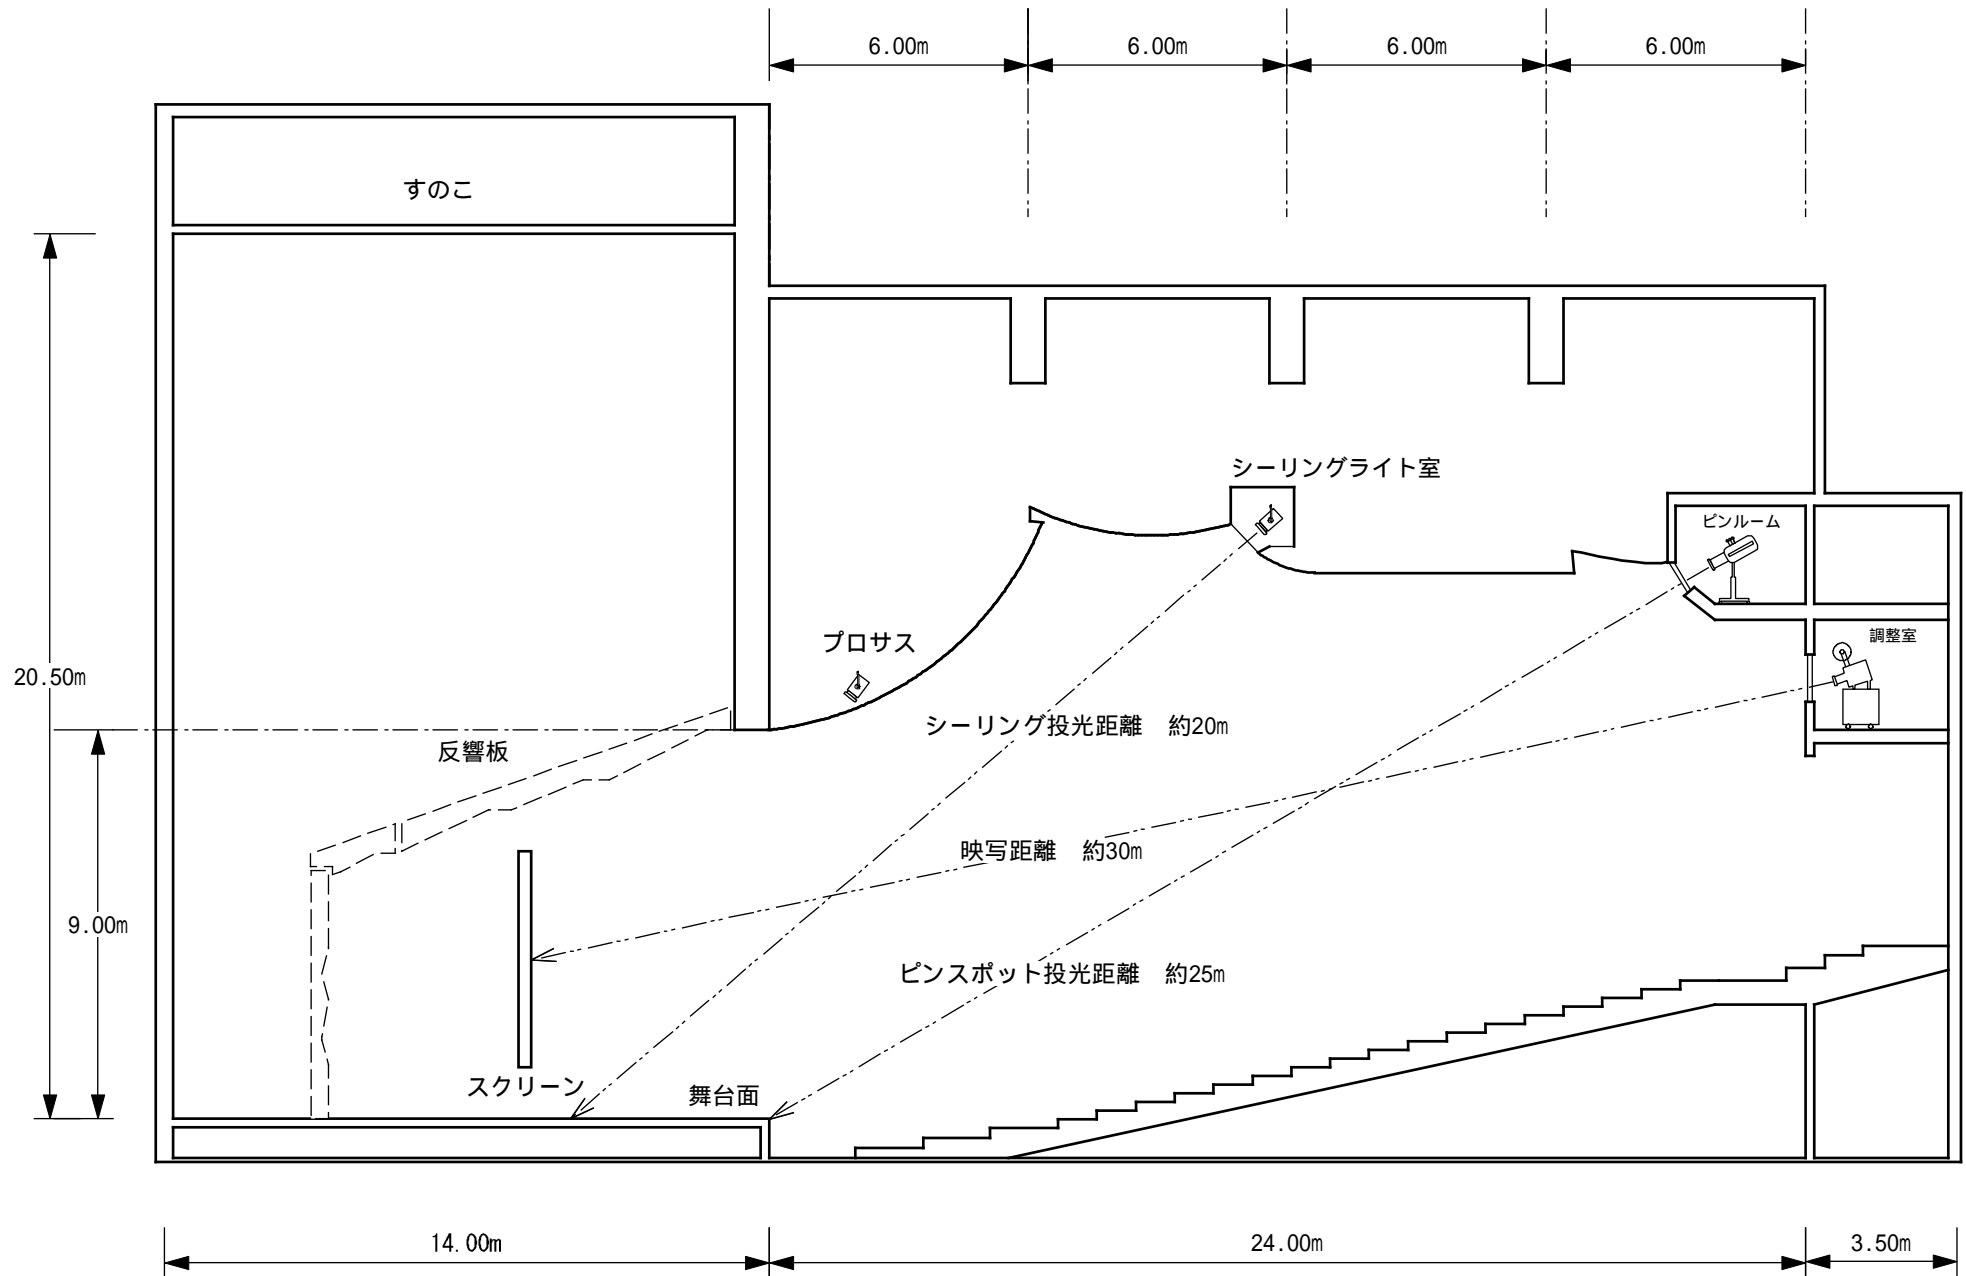 6.00m 6.00m 6.00m 6.00m
すのこ
シーリングライト室
ピンルーム
調整室
プロサス
20.50m
シーリング投光距離　約20m
反響板
映写距離　約30m
9.00m
ピンスポット投光距離　約25m
スクリーン
舞台面
14.00m 24.00m 3.50m